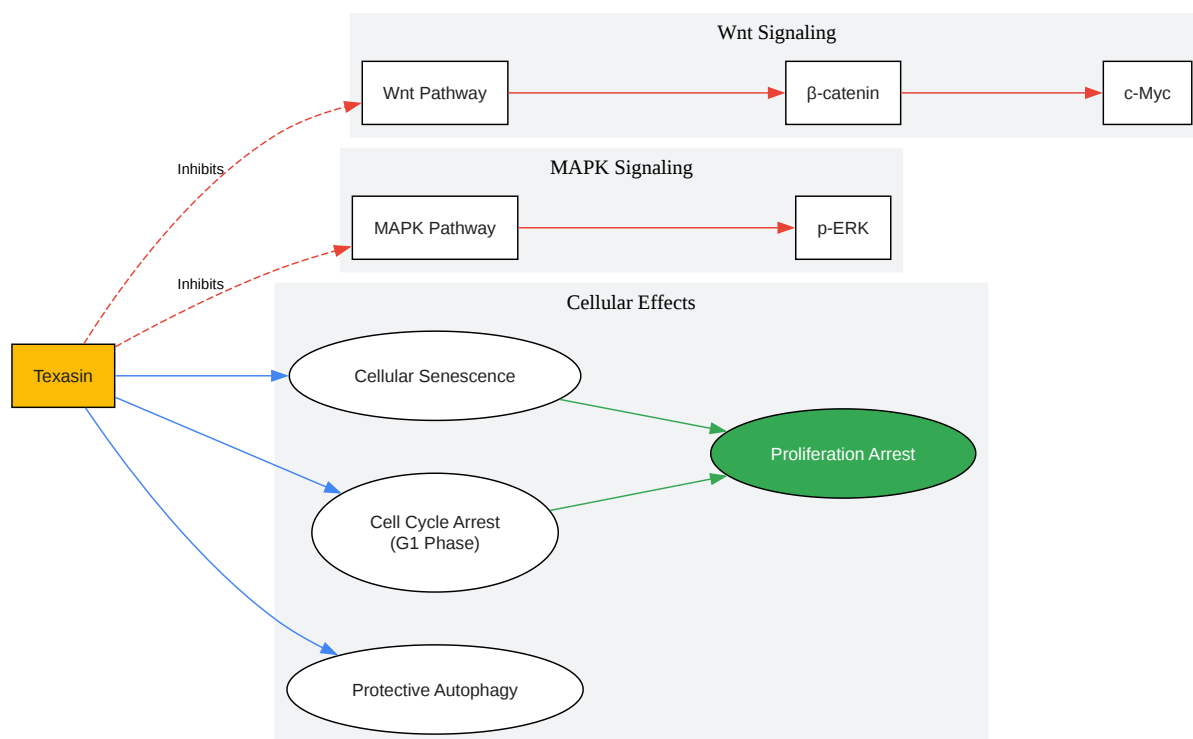 Wnt Signaling
Wnt Pathway
β-catenin
c-Myc
Inhibits
MAPK Signaling
MAPK Pathway
p-ERK
Inhibits
Cellular Effects
Texasin
Cellular Senescence
Proliferation Arrest
Cell Cycle Arrest
(G1 Phase)
Protective Autophagy